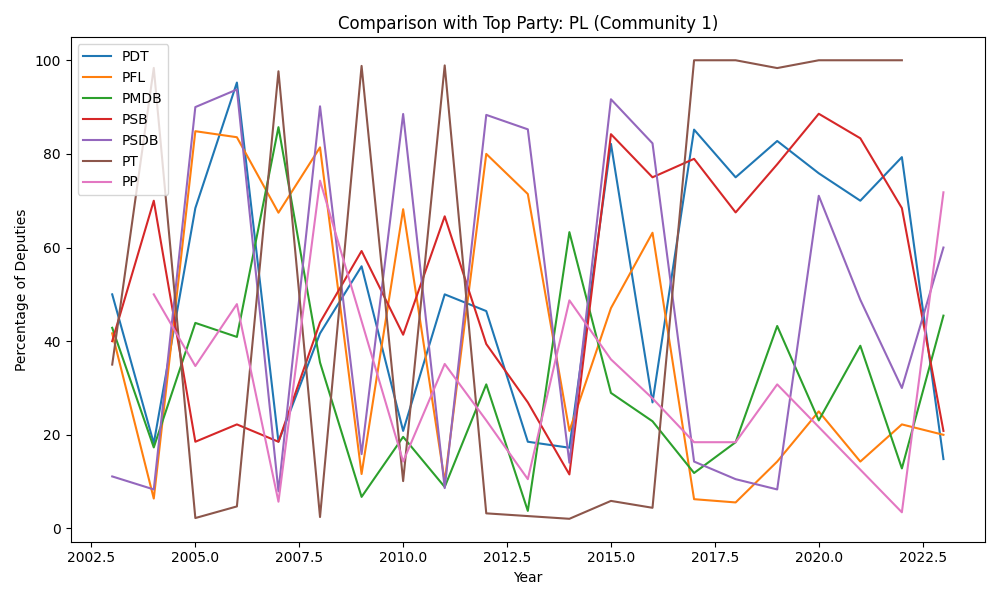 Comparison with Top Party: PL (Community 1)
PDT
PFL
PMDB
PSB
PSDB
PT
PP
Percentage of Deputies
100
80
60
40
20
0
2002.5 2005.0 2007.5 2010.0 2012.5 2015.0 2017.5 2020.0 2022.5
Year